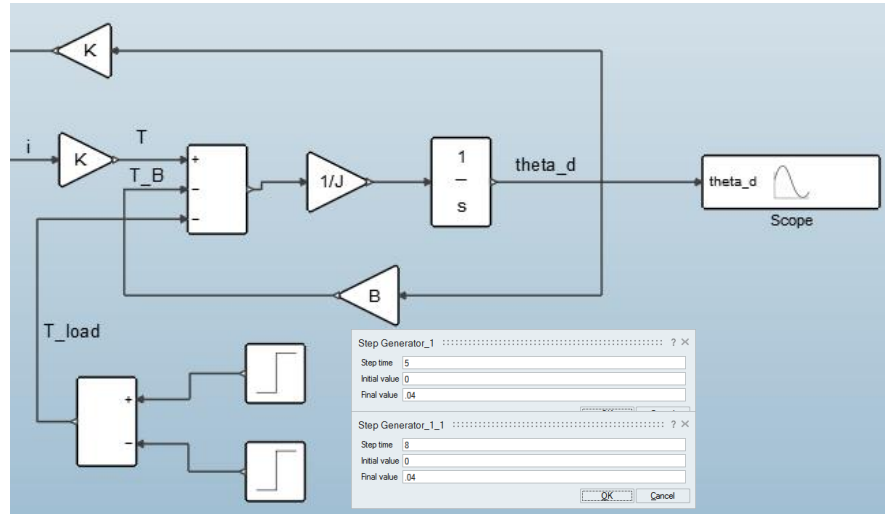 K
i
K
T
+
T_B
−
−
1/J
1
s
theta_d
theta_d
Scope
B
T_load
+
−
Step Generator_1
? ×
Step time 5
Initial value 0
Final value .04
Step Generator_1_1
? ×
Step time 8
Initial value 0
Final value .04
OK Cancel